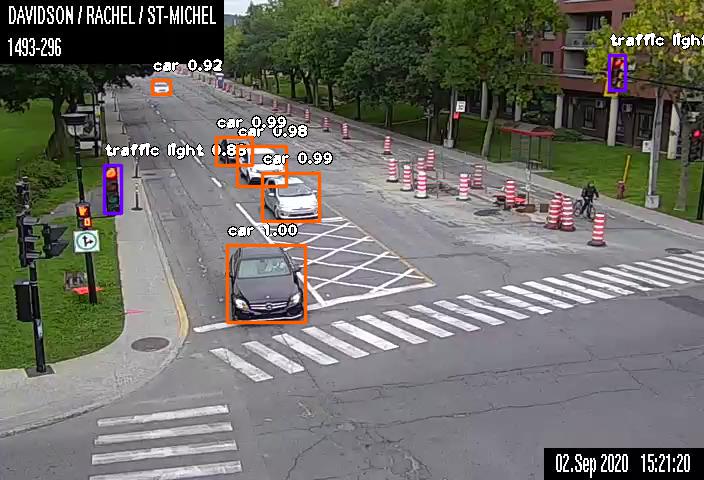 DAVIDSON / RACHEL / ST-MICHEL
1493-296
car 0.92
traffic light
car 0.99
car 0.98
car 0.99
traffic light 0.83
car 1.00
02.Sep 2020 15:21:20